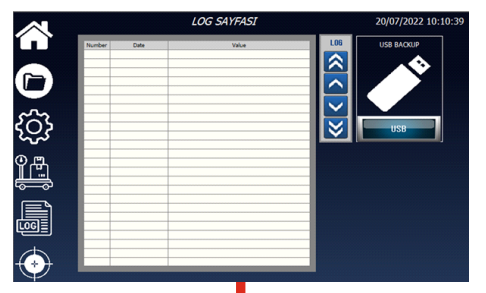 LOG SAYFASI
20/07/2022 10:10:39
Number Date Value
LOG
USB BACKUP
USB
LOG